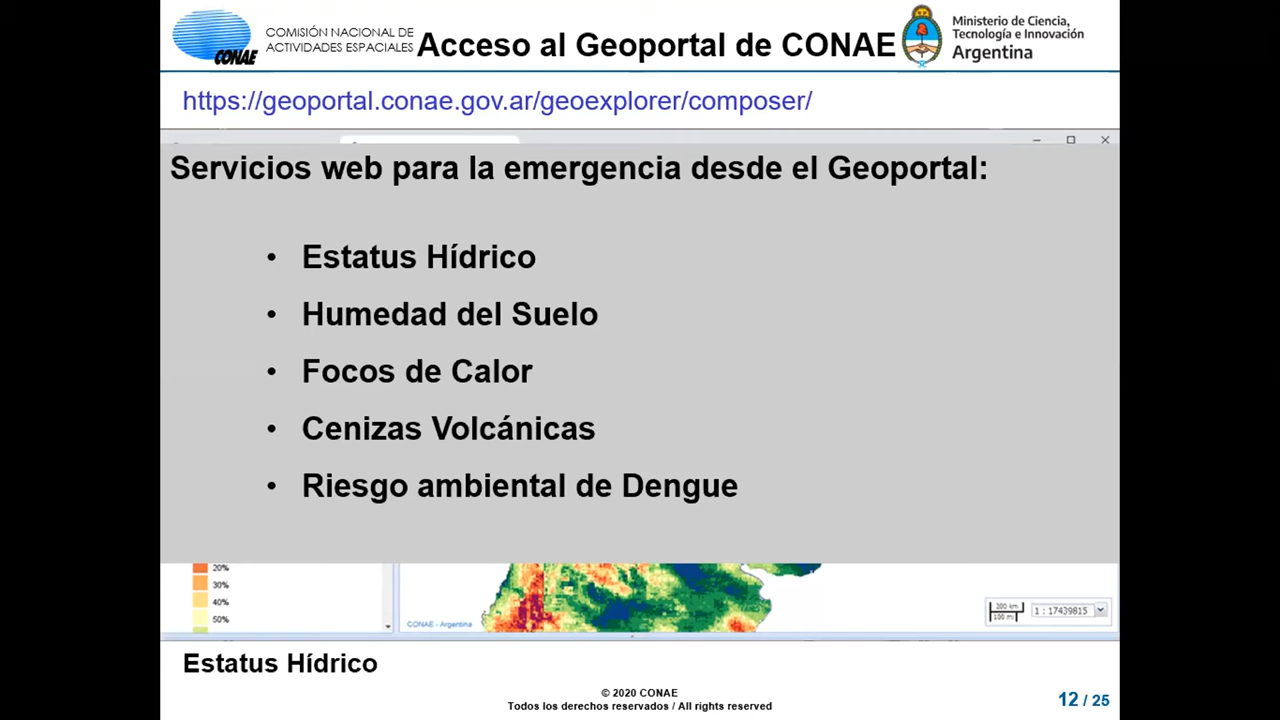 COMISIÓN NACIONAL DE
ACTIVIDADES ESPACIALES
CONAE
Acceso al Geoportal de CONAE
Ministerio de Ciencia,
Tecnología e Innovación
Argentina
https://geoportal.conae.gov.ar/geoexplorer/composer/
Servicios web para la emergencia desde el Geoportal:
• Estatus Hídrico
• Humedad del Suelo
• Focos de Calor
• Cenizas Volcánicas
• Riesgo ambiental de Dengue
20%
30%
40%
50%
CONAE - Argentina
200 km
100 mi
1 : 17439815
Estatus Hídrico
© 2020 CONAE
Todos los derechos reservados / All rights reserved
12 / 25